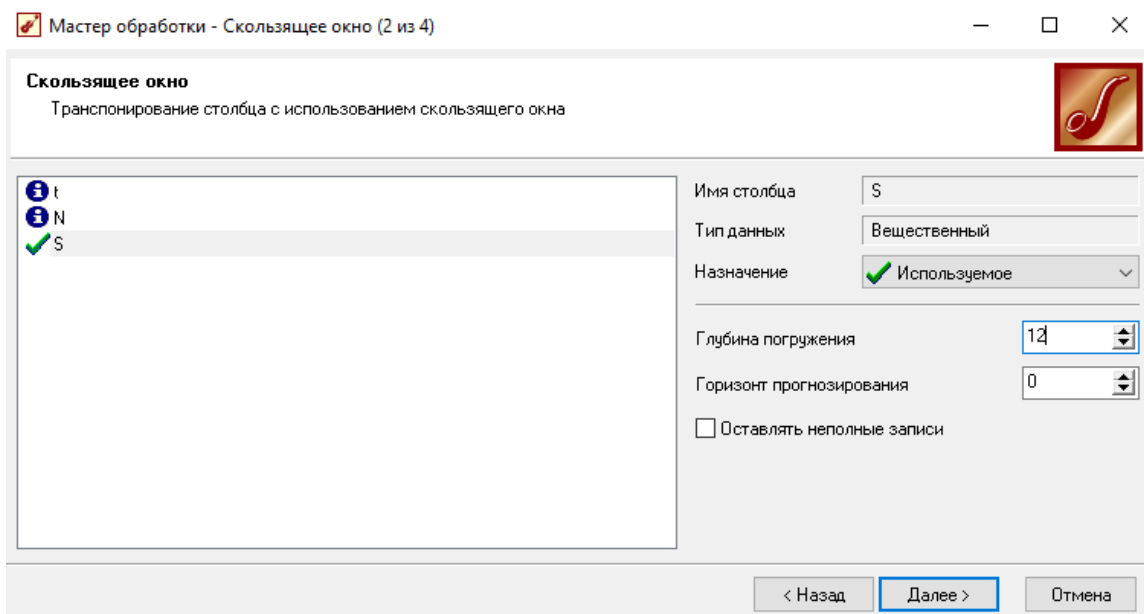 Мастер обработки - Скользящее окно (2 из 4)
Скользящее окно
Транспонирование столбца с использованием скользящего окна
t
N
S
Имя столбца S
Тип данных Вещественный
Назначение Используемое
Глубина погружения 12
Горизонт прогнозирования 0
Оставлять неполные записи
< Назад Далее > Отмена